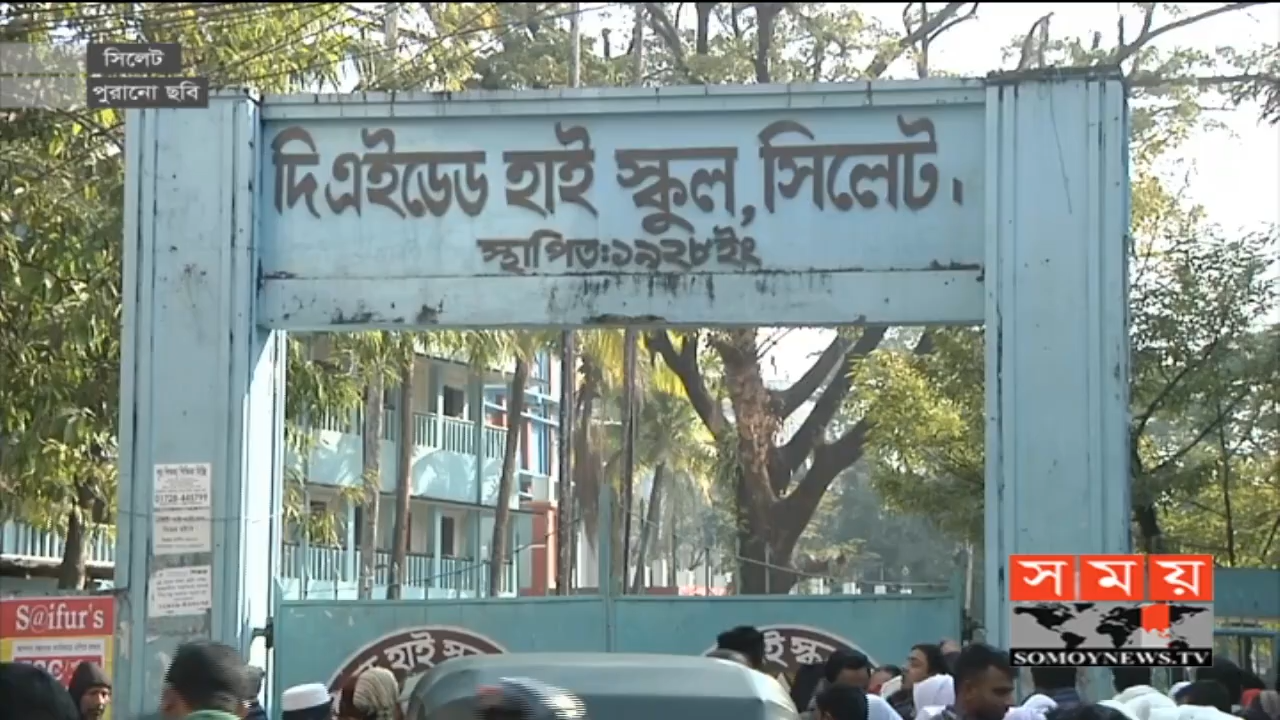 সিলেট
পুরানো ছবি
দি এইডেড হাই স্কুল, সিলেট.
স্থাপিত:১৯২৮ইং
S@ifur's
হাই স্কু
হাই স্কু
সময়
SOMOYNEWS.TV